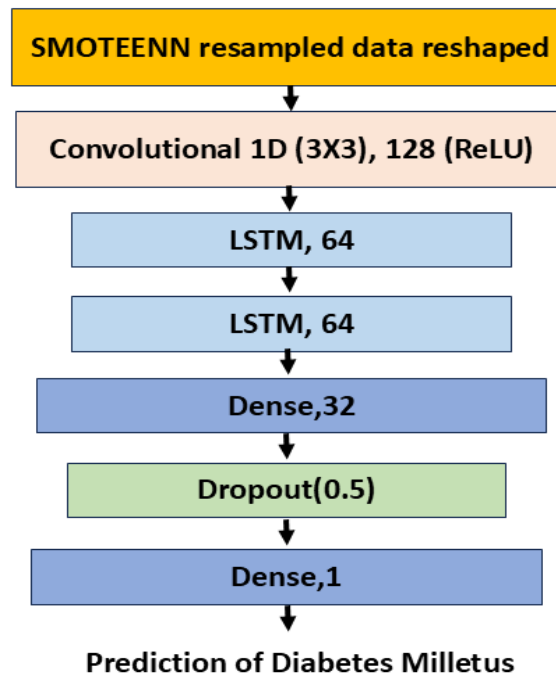 SMOTEENN resampled data reshaped
Convolutional 1D (3X3), 128 (ReLU)
LSTM, 64
LSTM, 64
Dense,32
Dropout(0.5)
Dense,1
Prediction of Diabetes Milletus